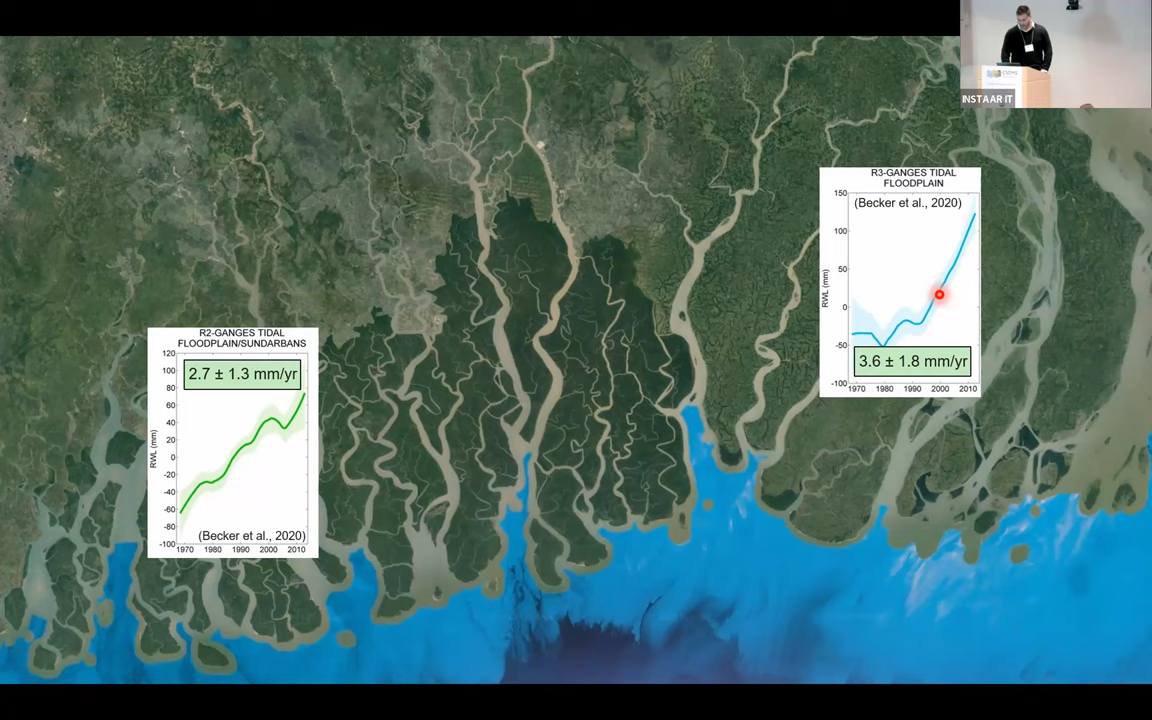 INSTAAR IT
R3-GANGES TIDAL
FLOODPLAIN
(Becker et al., 2020)
RWL (mm)
150
100
50
0
-50
-100
3.6 ± 1.8 mm/yr
1970 1980 1990 2000 2010
R2-GANGES TIDAL
FLOODPLAIN/SUNDARBANS
2.7 ± 1.3 mm/yr
RWL (mm)
120
100
80
60
40
20
0
-20
-40
-60
-80
-100
(Becker et al., 2020)
1970 1980 1990 2000 2010